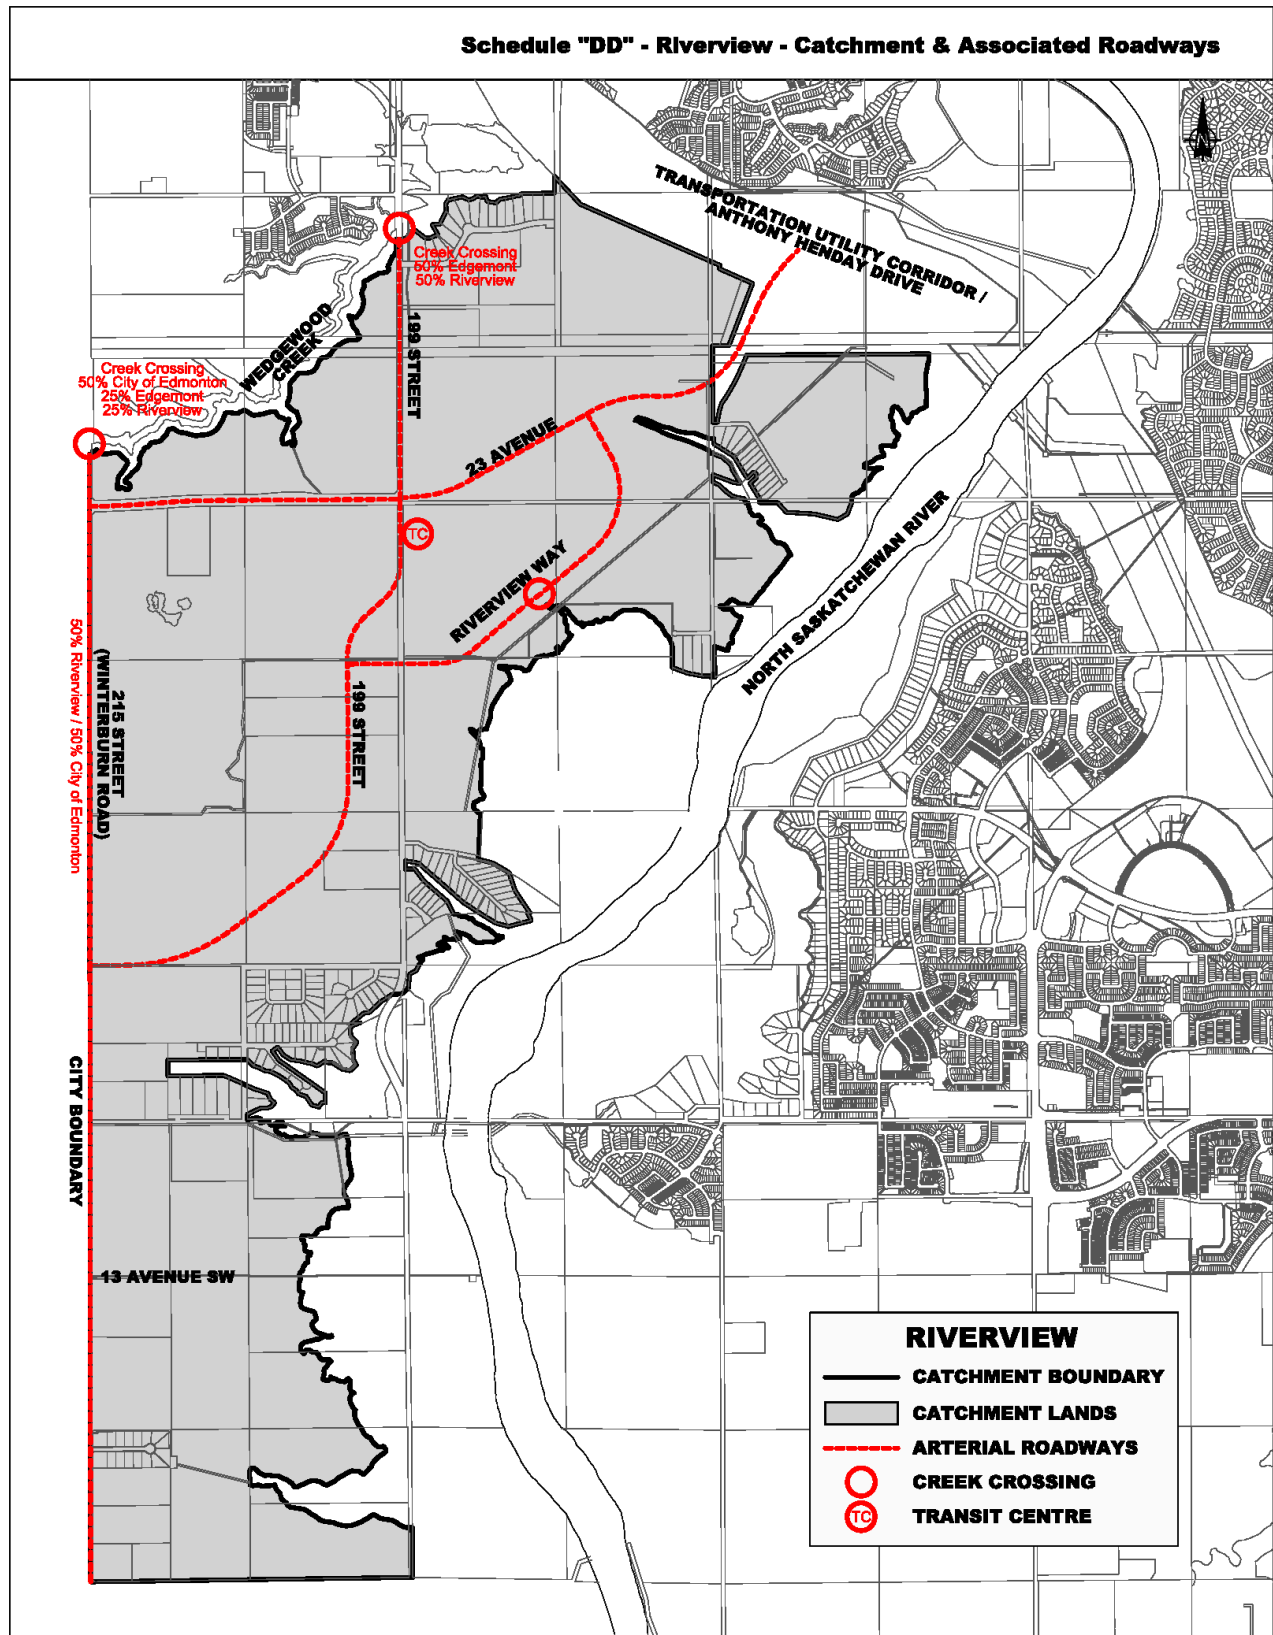 Schedule "DD" - Riverview - Catchment & Associated Roadways
N
TRANSPORTATION UTILITY CORRIDOR /
ANTHONY HENDAY DRIVE
Creek Crossing
50% Edgemont
50% Riverview
WEDGEWOOD
CREEK
199 STREET
Creek Crossing
50% City of Edmonton
25% Edgemont
25% Riverview
23 AVENUE
TC
RIVERVIEW WAY
NORTH SASKATCHEWAN RIVER
199 STREET
215 STREET
(WINTERBURN ROAD)
50% Riverview / 50% City of Edmonton
CITY BOUNDARY
13 AVENUE SW
RIVERVIEW
CATCHMENT BOUNDARY
CATCHMENT LANDS
ARTERIAL ROADWAYS
CREEK CROSSING
TC
TRANSIT CENTRE